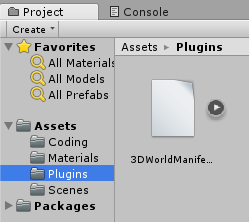 Project
Console
Create
Favorites
All Materials
All Models
All Prefabs
Assets
Coding
Materials
Plugins
Scenes
Packages
Assets Plugins
3DWorldManife...